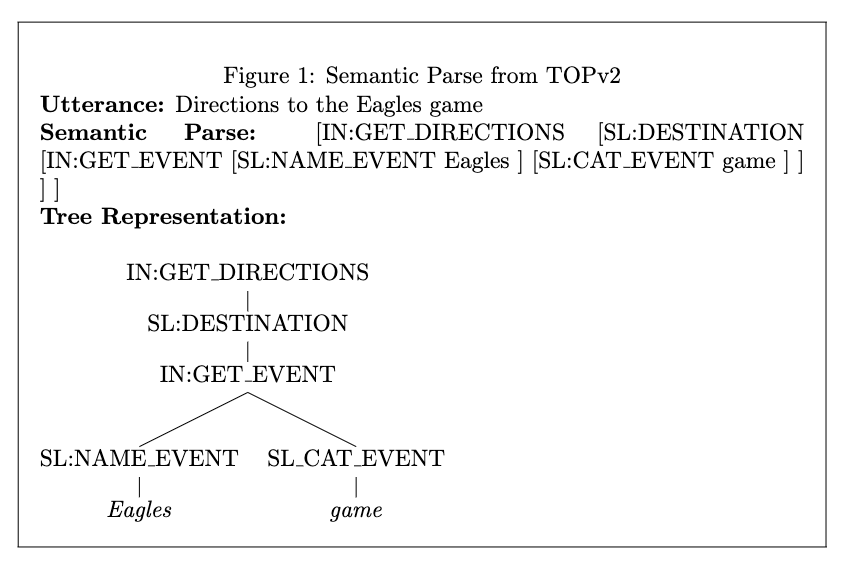 Figure 1: Semantic Parse from TOPv2
Utterance: Directions to the Eagles game
Semantic Parse: [IN:GET_DIRECTIONS [SL:DESTINATION
[IN:GET_EVENT [SL:NAME_EVENT Eagles ] [SL:CAT_EVENT game ] ]
] ]
Tree Representation:
IN:GET_DIRECTIONS
SL:DESTINATION
IN:GET_EVENT
SL:NAME_EVENT SL_CAT_EVENT
Eagles game